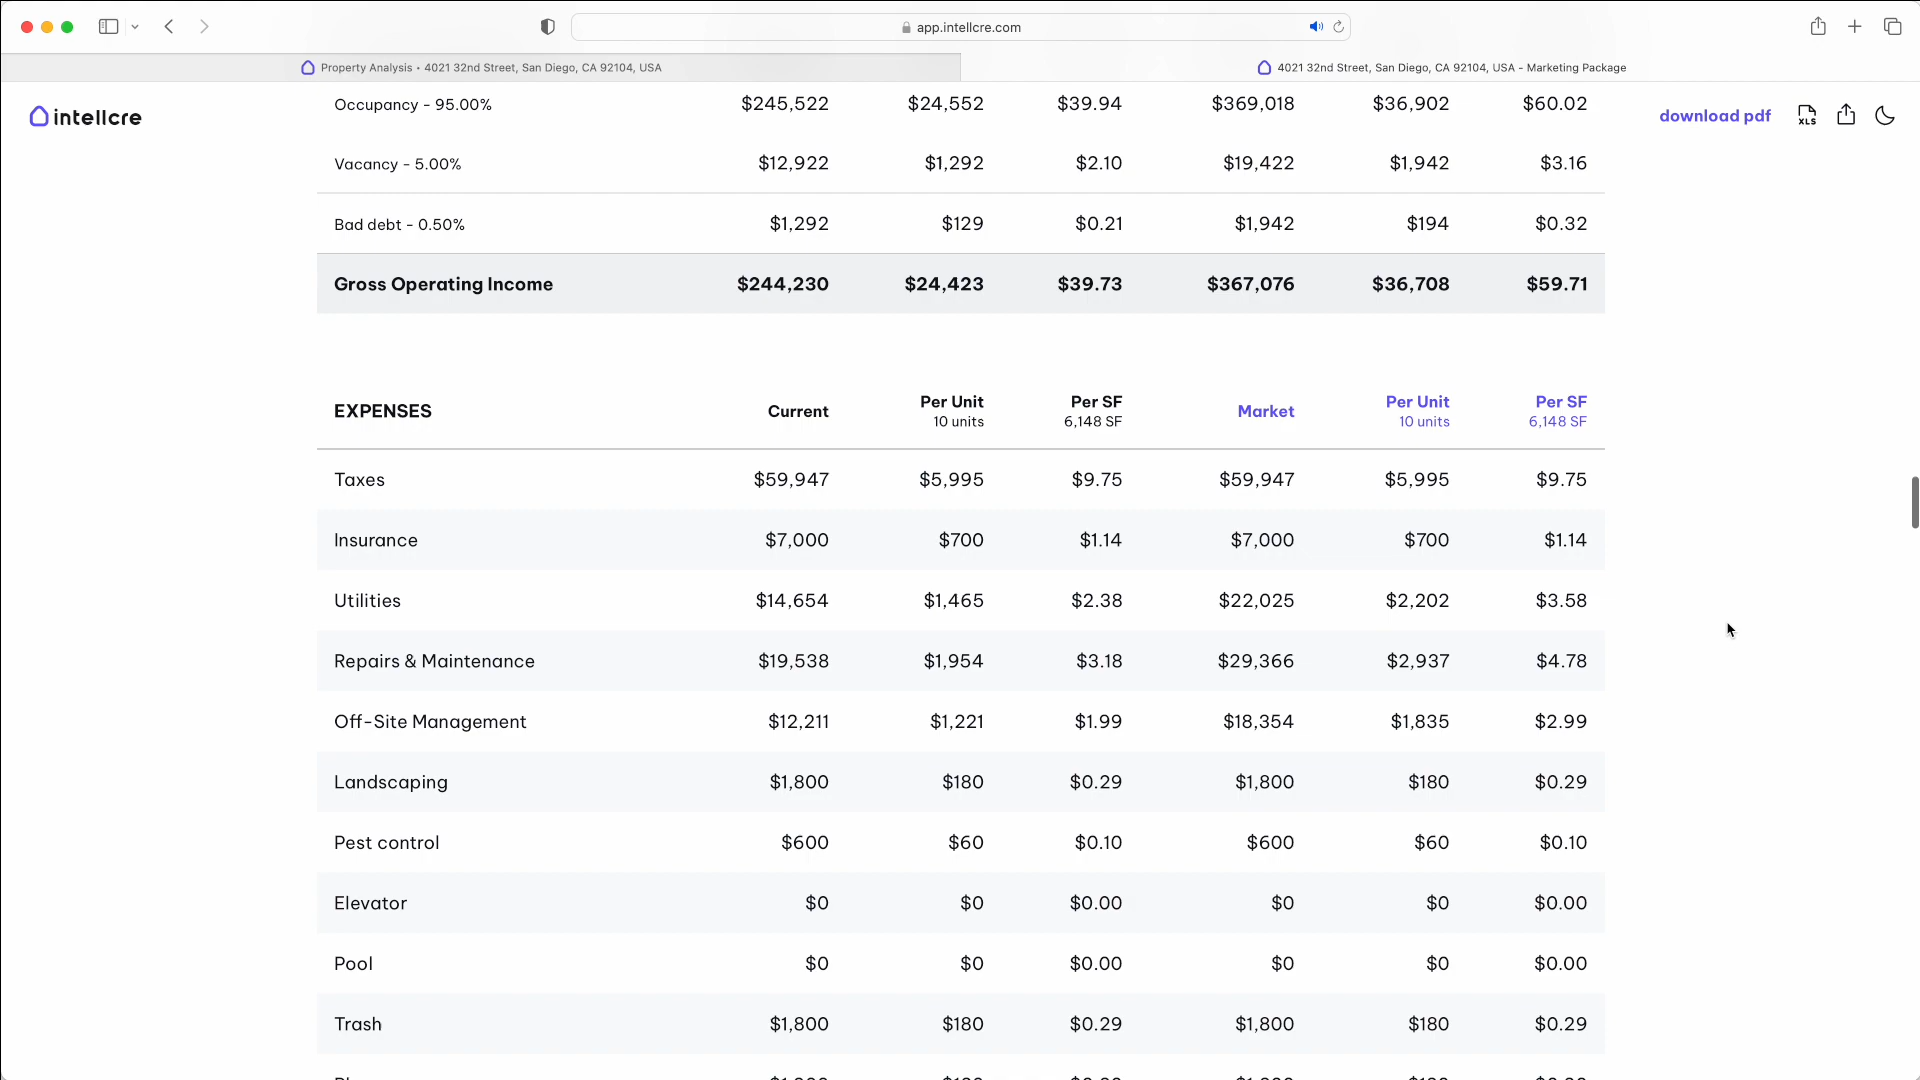 app.intellcre.com
Property Analysis • 4021 32nd Street, San Diego, CA 92104, USA
4021 32nd Street, San Diego, CA 92104, USA - Marketing Package
intellcre
download pdf
XLS
Occupancy - 95.00% $245,522 $24,552 $39.94 $369,018 $36,902 $60.02
Vacancy - 5.00% $12,922 $1,292 $2.10 $19,422 $1,942 $3.16
Bad debt - 0.50% $1,292 $129 $0.21 $1,942 $194 $0.32
Gross Operating Income $244,230 $24,423 $39.73 $367,076 $36,708 $59.71
EXPENSES Current Per Unit Per SF Market Per Unit Per SF
10 units 6,148 SF 10 units 6,148 SF
Taxes $59,947 $5,995 $9.75 $59,947 $5,995 $9.75
Insurance $7,000 $700 $1.14 $7,000 $700 $1.14
Utilities $14,654 $1,465 $2.38 $22,025 $2,202 $3.58
Repairs & Maintenance $19,538 $1,954 $3.18 $29,366 $2,937 $4.78
Off-Site Management $12,211 $1,221 $1.99 $18,354 $1,835 $2.99
Landscaping $1,800 $180 $0.29 $1,800 $180 $0.29
Pest control $600 $60 $0.10 $600 $60 $0.10
Elevator $0 $0 $0.00 $0 $0 $0.00
Pool $0 $0 $0.00 $0 $0 $0.00
Trash $1,800 $180 $0.29 $1,800 $180 $0.29